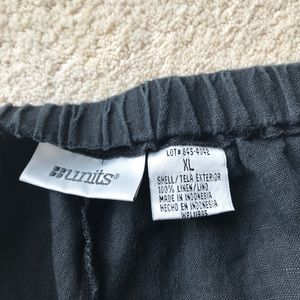 units®
LOT# 845-4042
XL
SHELL/TELA EXTERIOR
100% LINEN/LINO
MADE IN INDONESIA
HECHO EN INDONESIA